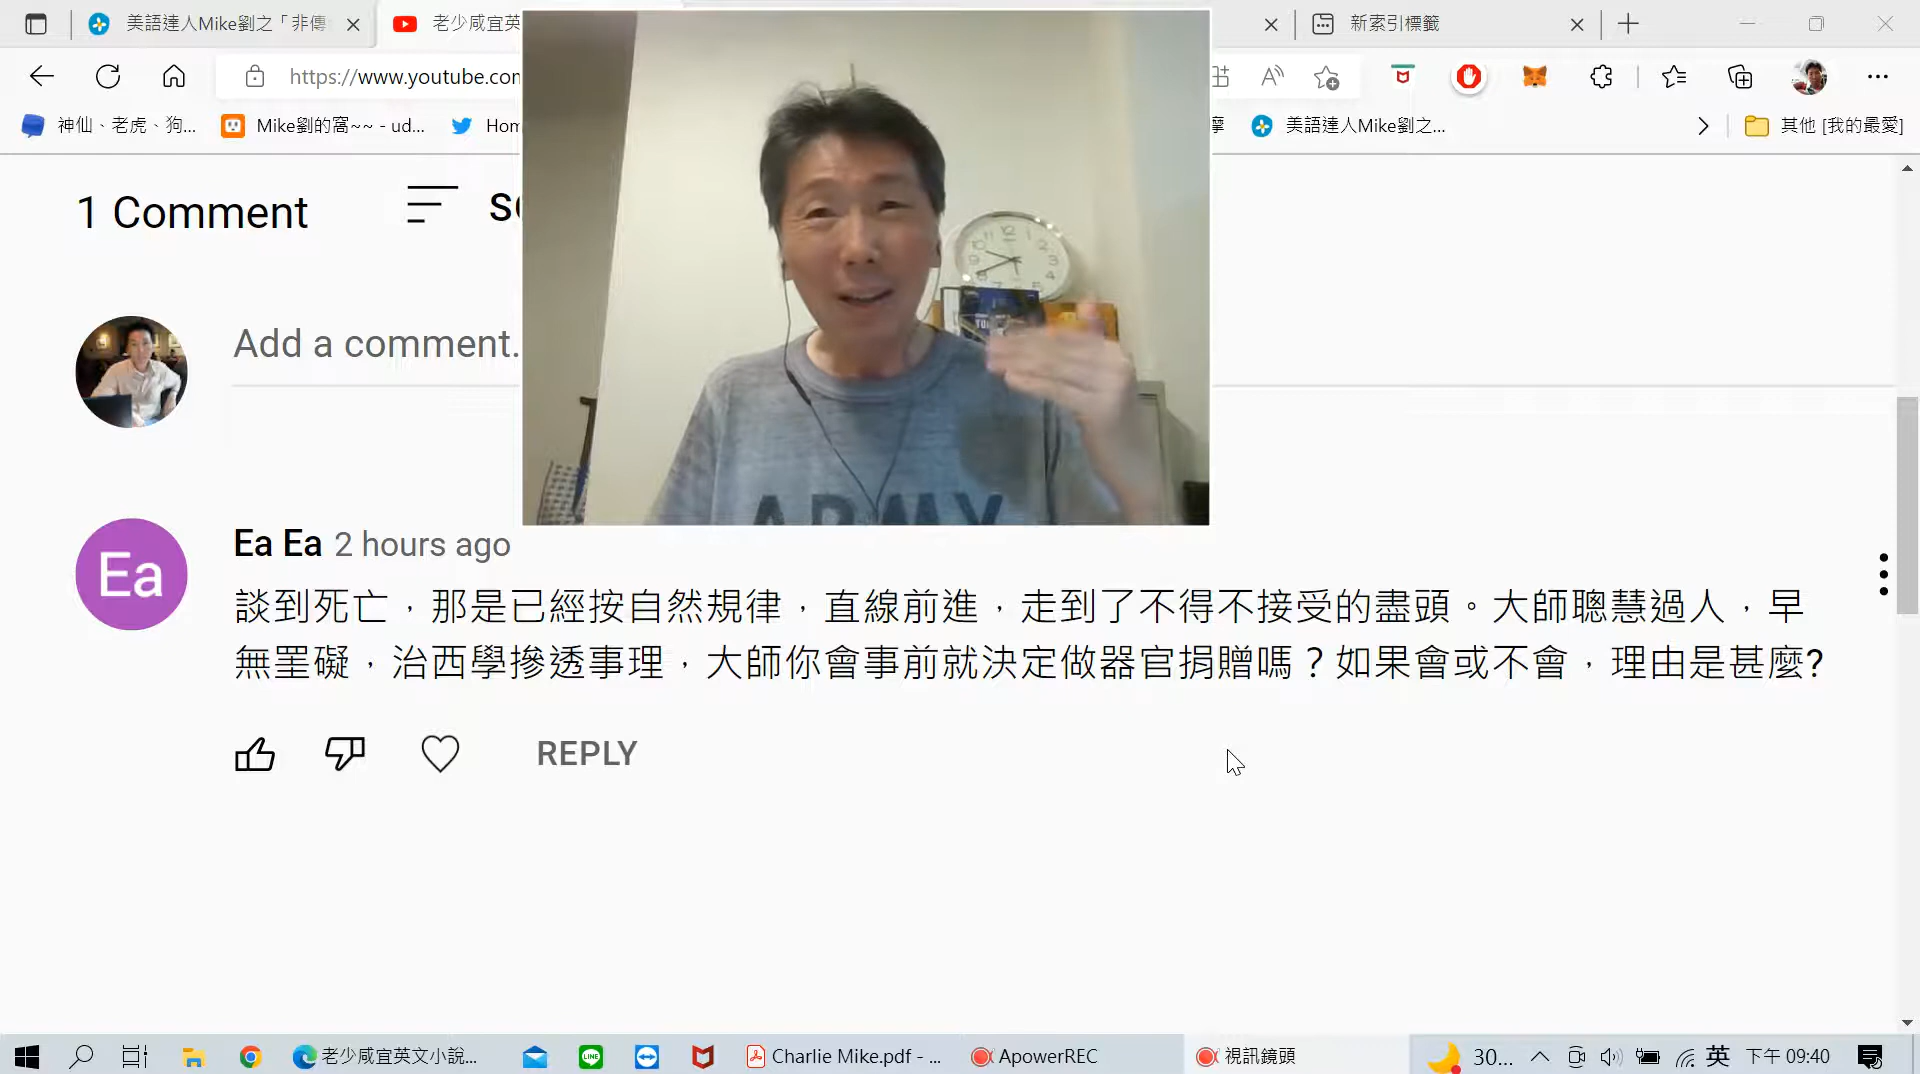 美語達人Mike劉之「非傳
老少咸宜英
新索引標籤
https://www.youtube.com
神仙、老虎、狗...
Mike劉的窩~~ - ud...
Hom
摩
美語達人Mike劉之...
其他 [我的最愛]
1 Comment
SO
Add a comment.
Ea
Ea Ea 2 hours ago
談到死亡，那是已經按自然規律，直線前進，走到了不得不接受的盡頭。大師聰慧過人，早
無罣礙，治西學摻透事理，大師你會事前就決定做器官捐贈嗎？如果會或不會，理由是甚麼?
REPLY
ARMY
老少咸宜英文小說...
LINE
Charlie Mike.pdf - ...
ApowerREC
視訊鏡頭
30...
英
下午 09:40